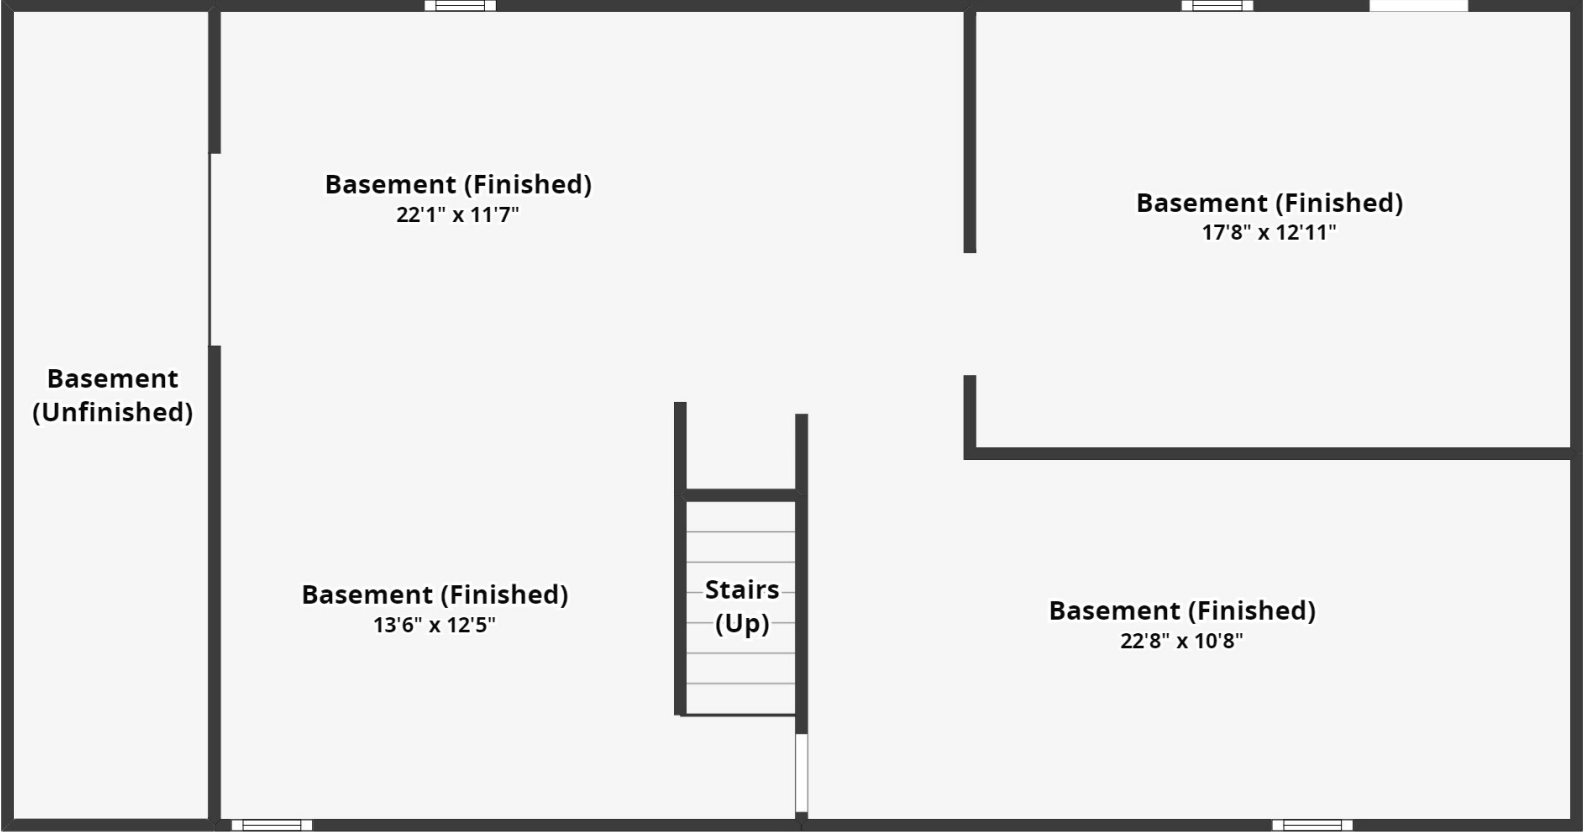 Basement (Finished)
22'1" x 11'7"
Basement (Finished)
17'8" x 12'11"
Basement
(Unfinished)
Basement (Finished)
13'6" x 12'5"
Stairs
(Up)
Basement (Finished)
22'8" x 10'8"